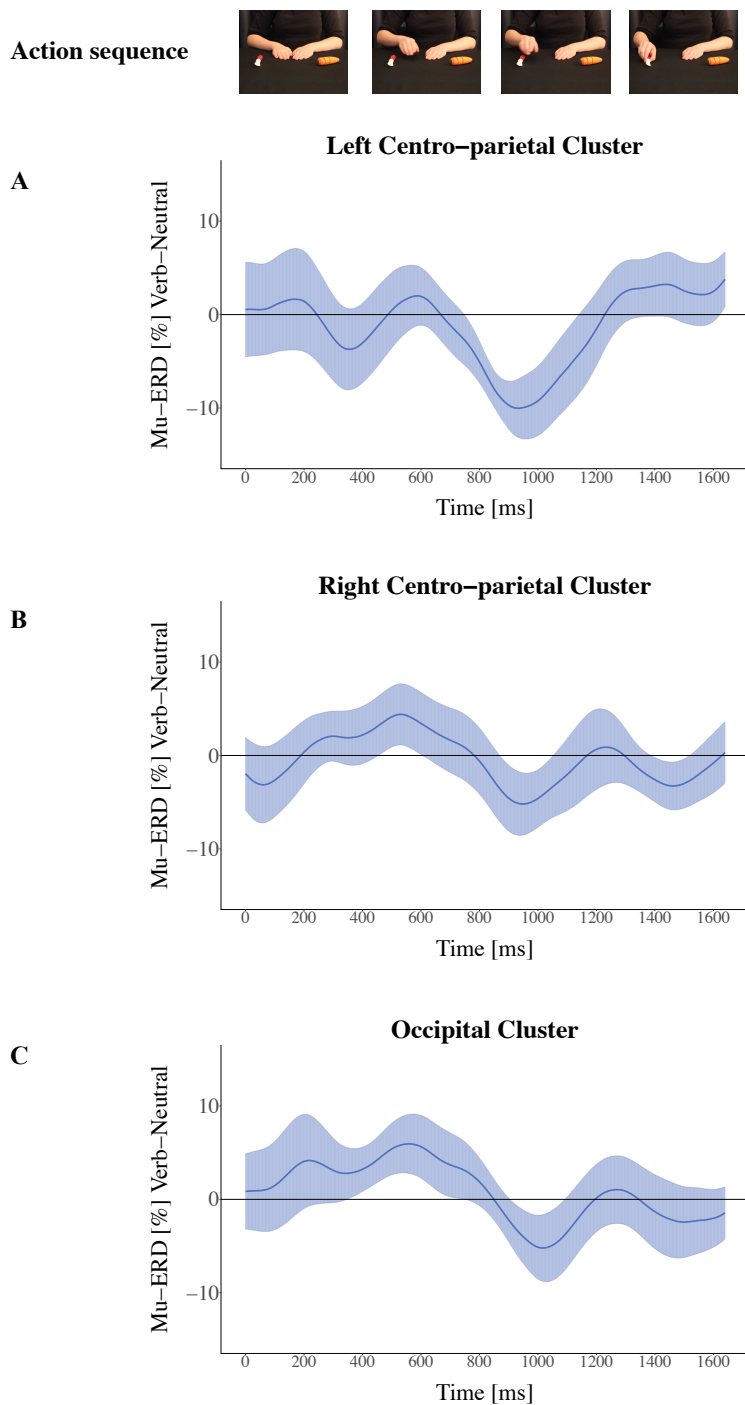 Action sequence
Left Centro−parietal Cluster
A
Mu−ERD [%] Verb−Neutral
10
0
−10
0 200 400 600 800 1000 1200 1400 1600
Time [ms]
Right Centro−parietal Cluster
B
Mu−ERD [%] Verb−Neutral
10
0
−10
0 200 400 600 800 1000 1200 1400 1600
Time [ms]
Occipital Cluster
C
Mu−ERD [%] Verb−Neutral
10
0
−10
0 200 400 600 800 1000 1200 1400 1600
Time [ms]